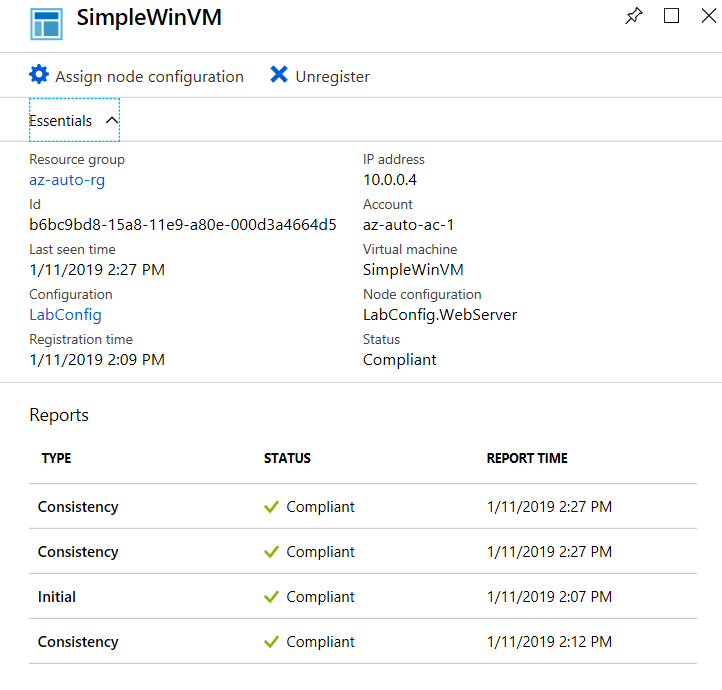 SimpleWinVM
Assign node configuration Unregister
Essentials
Resource group IP address
az-auto-rg 10.0.0.4
Id Account
b6bc9bd8-15a8-11e9-a80e-000d3a4664d5 az-auto-ac-1
Last seen time Virtual machine
1/11/2019 2:27 PM SimpleWinVM
Configuration Node configuration
LabConfig LabConfig.WebServer
Registration time Status
1/11/2019 2:09 PM Compliant
Reports
TYPE STATUS REPORT TIME
Consistency Compliant 1/11/2019 2:27 PM
Consistency Compliant 1/11/2019 2:27 PM
Initial Compliant 1/11/2019 2:07 PM
Consistency Compliant 1/11/2019 2:12 PM